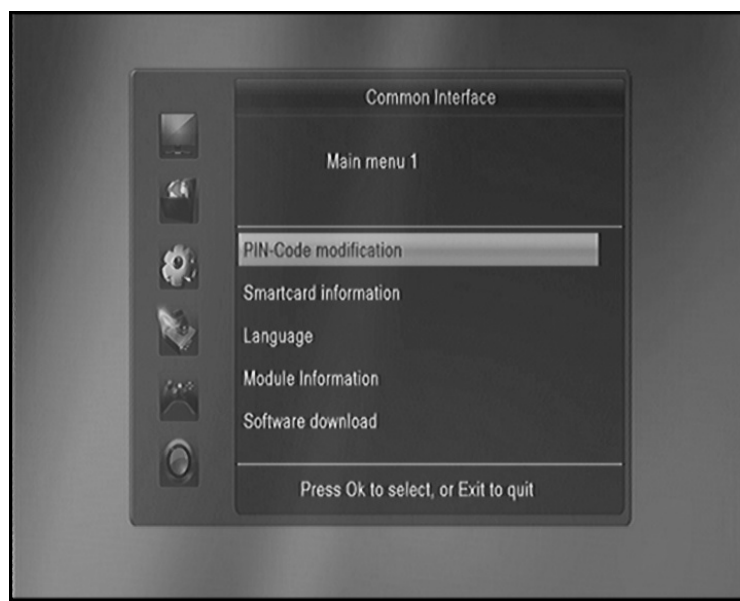 Common Interface
Main menu 1
PIN-Code modification
Smartcard information
Language
Module Information
Software download
Press Ok to select, or Exit to quit